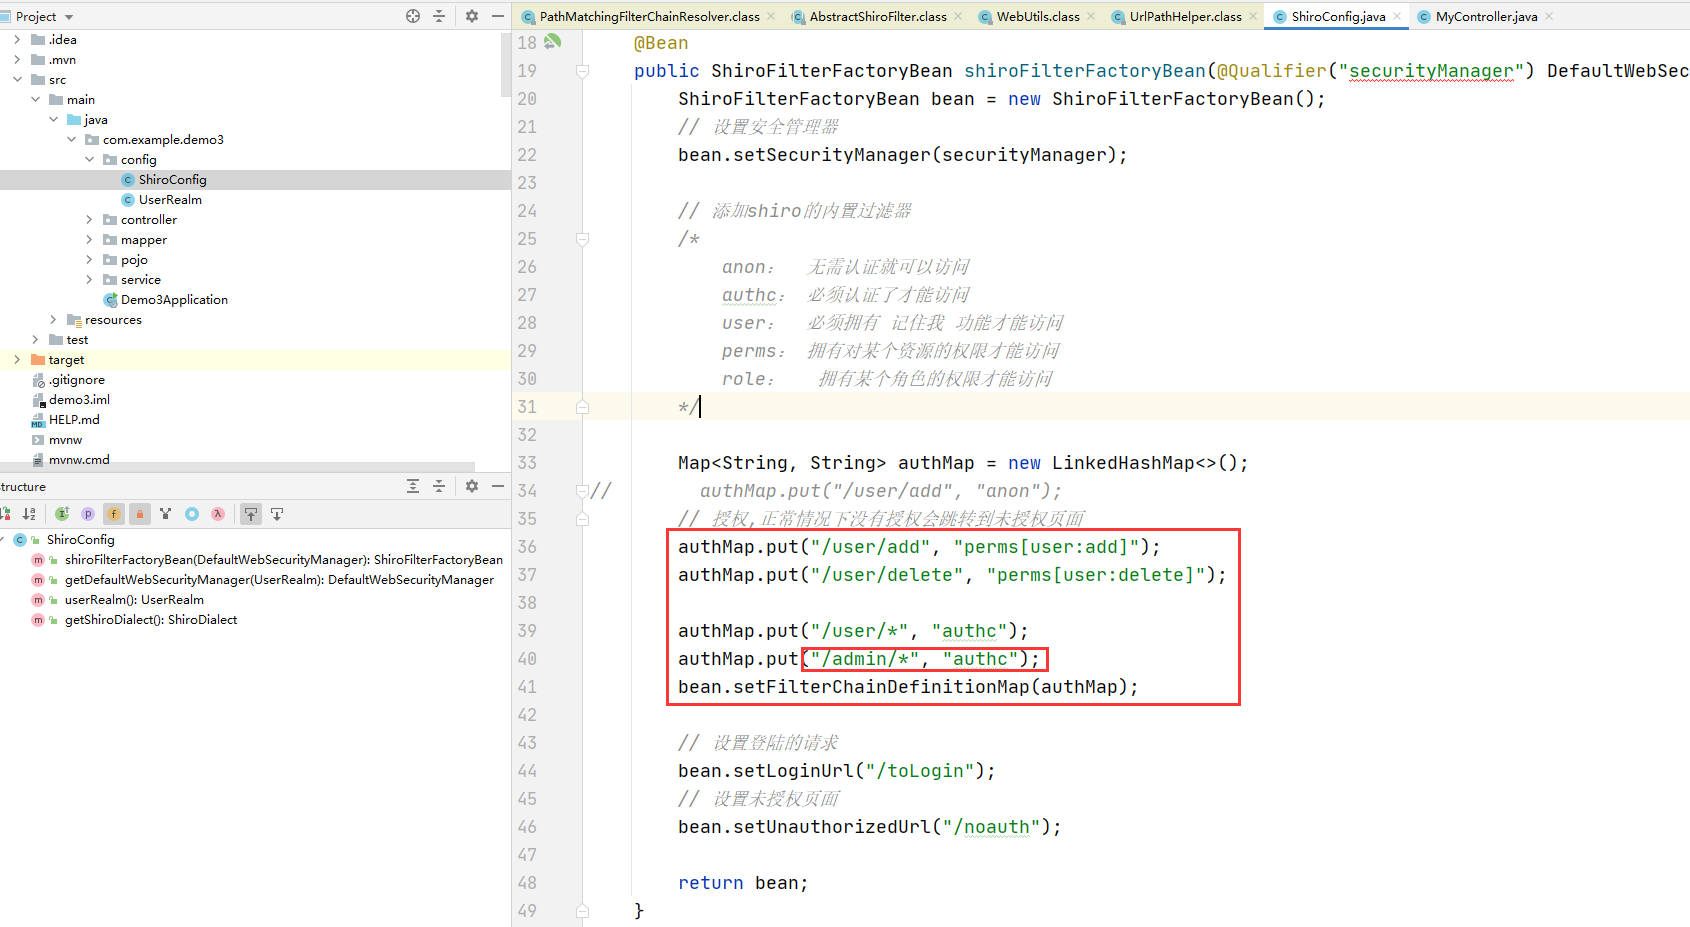 Project
.idea
.mvn
src
main
java
com.example.demo3
config
ShiroConfig
UserRealm
controller
mapper
pojo
service
Demo3Application
resources
test
target
.gitignore
demo3.iml
HELP.md
mvnw
mvnw.cmd
tructure
ShiroConfig
shiroFilterFactoryBean(DefaultWebSecurityManager): ShiroFilterFactoryBean
getDefaultWebSecurityManager(UserRealm): DefaultWebSecurityManager
userRealm(): UserRealm
getShiroDialect(): ShiroDialect
PathMatchingFilterChainResolver.class
AbstractShiroFilter.class
WebUtils.class
UrlPathHelper.class
ShiroConfig.java
MyController.java
18 @Bean
19 public ShiroFilterFactoryBean shiroFilterFactoryBean(@Qualifier("securityManager") DefaultWebSec
20 ShiroFilterFactoryBean bean = new ShiroFilterFactoryBean();
21 // 设置安全管理器
22 bean.setSecurityManager(securityManager);
23
24 // 添加shiro的内置过滤器
25 /*
26 anon： 无需认证就可以访问
27 authc： 必须认证了才能访问
28 user： 必须拥有 记住我 功能才能访问
29 perms： 拥有对某个资源的权限才能访问
30 role： 拥有某个角色的权限才能访问
31 */
32
33 Map<String, String> authMap = new LinkedHashMap<>();
34 // authMap.put("/user/add", "anon");
35 // 授权,正常情况下没有授权会跳转到未授权页面
36 authMap.put("/user/add", "perms[user:add]");
37 authMap.put("/user/delete", "perms[user:delete]");
38
39 authMap.put("/user/*", "authc");
40 authMap.put("/admin/*", "authc");
41 bean.setFilterChainDefinitionMap(authMap);
42
43 // 设置登陆的请求
44 bean.setLoginUrl("/toLogin");
45 // 设置未授权页面
46 bean.setUnauthorizedUrl("/noauth");
47
48 return bean;
49 }